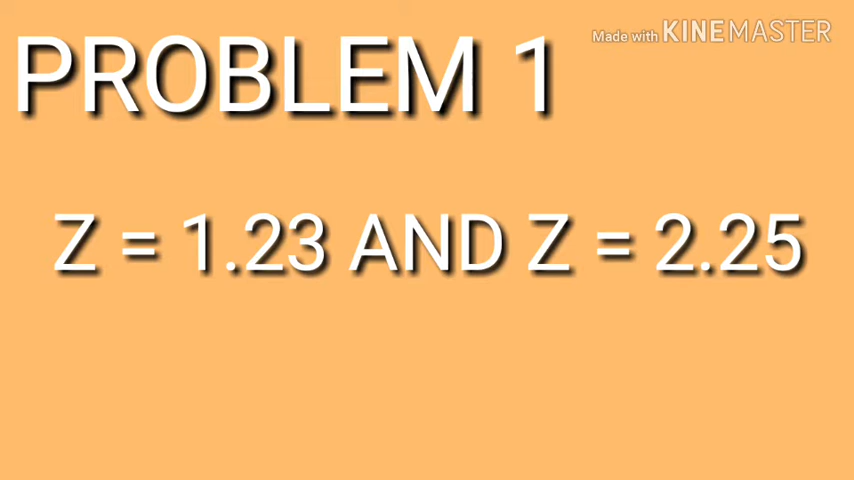 PROBLEM 1
Made with KINEMASTER
Z = 1.23 AND Z = 2.25